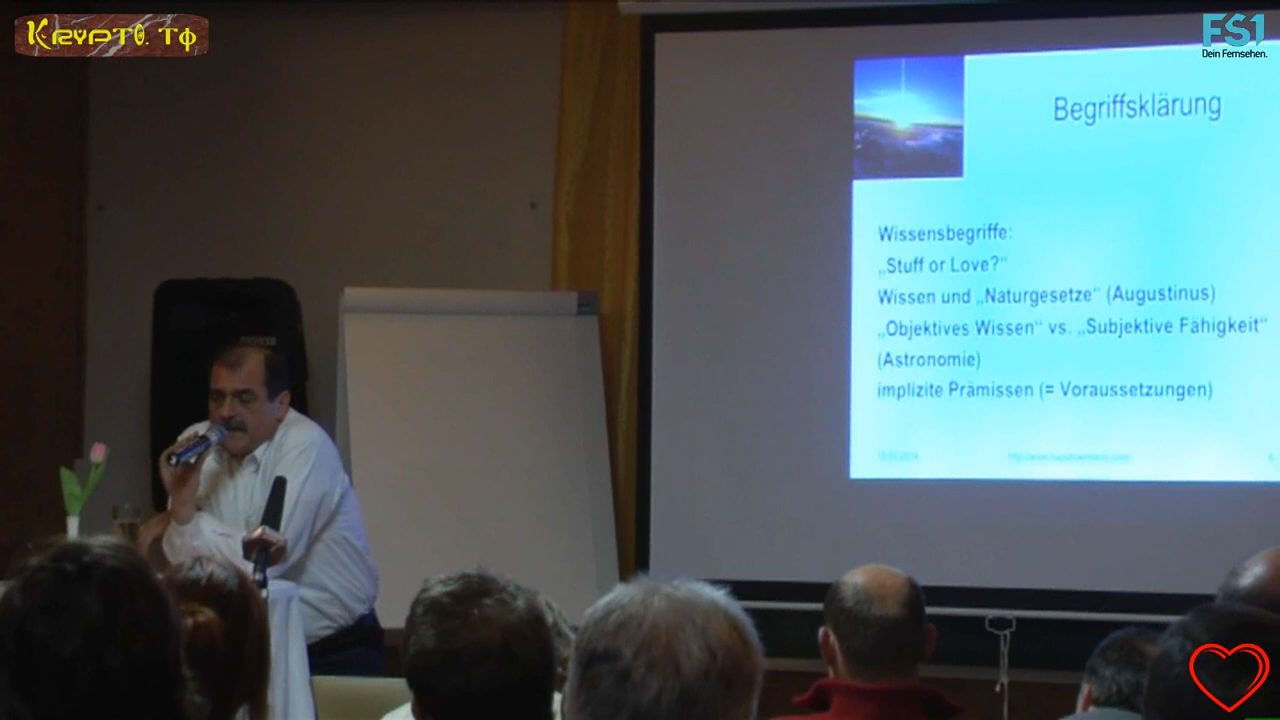 KRYPTO.TV
FS1
Dein Fernsehen.
Begriffsklärung
Wissensbegriffe:
„Stuff or Love?“
Wissen und „Naturgesetze“ (Augustinus)
„Objektives Wissen“ vs. „Subjektive Fähigkeit“
(Astronomie)
implizite Prämissen (= Voraussetzungen)